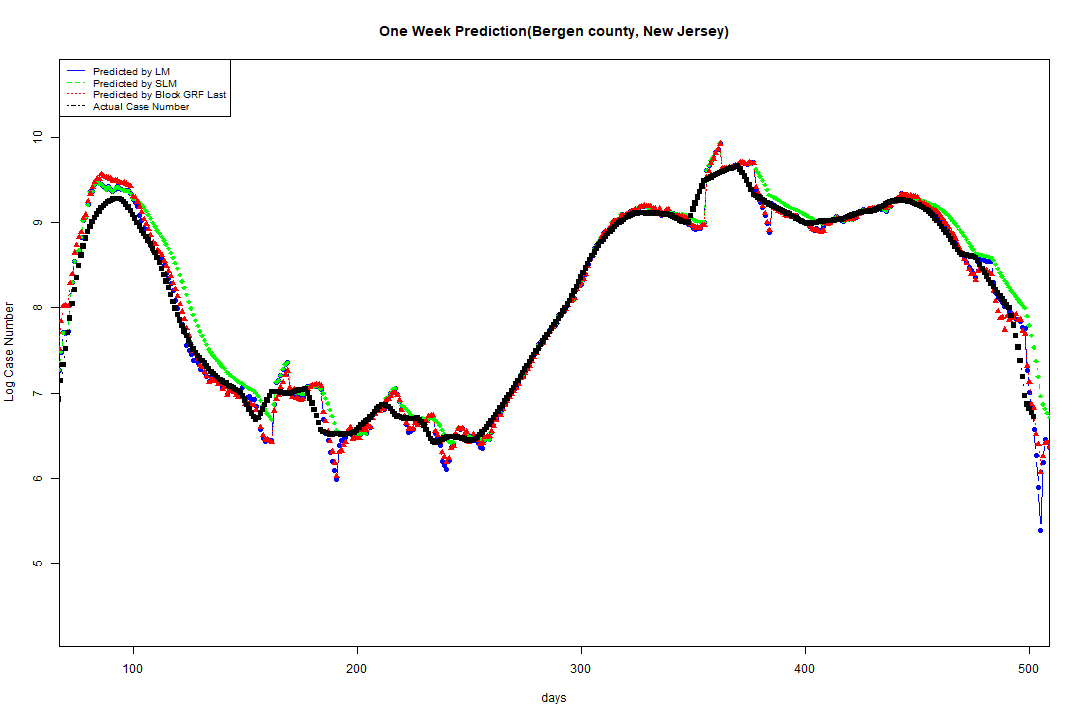 One Week Prediction(Bergen county, New Jersey)
Predicted by LM
Predicted by SLM
Predicted by Block GRF Last
Actual Case Number
Log Case Number
10
9
8
7
6
5
100 200 300 400 500
days